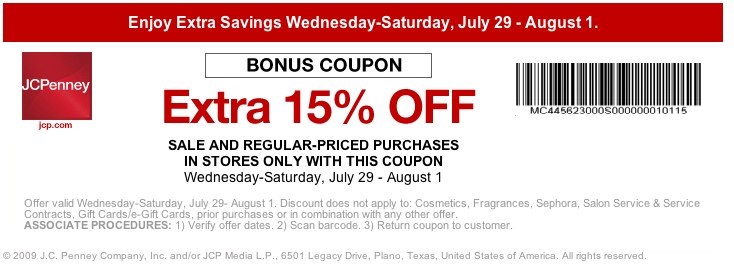 Enjoy Extra Savings Wednesday-Saturday, July 29 - August 1.
JCPenney
jcp.com
BONUS COUPON
Extra 15% OFF
SALE AND REGULAR-PRICED PURCHASES
IN STORES ONLY WITH THIS COUPON
Wednesday-Saturday, July 29 - August 1
MC445623000S000000010115
Offer valid Wednesday-Saturday, July 29- August 1. Discount does not apply to: Cosmetics, Fragrances, Sephora, Salon Service & Service
Contracts, Gift Cards/e-Gift Cards, prior purchases or in combination with any other offer.
ASSOCIATE PROCEDURES: 1) Verify offer dates. 2) Scan barcode. 3) Return coupon to customer.
© 2009 J.C. Penney Company, Inc. and/or JCP Media L.P., 6501 Legacy Drive, Plano, Texas, United States of America. All rights reserved.